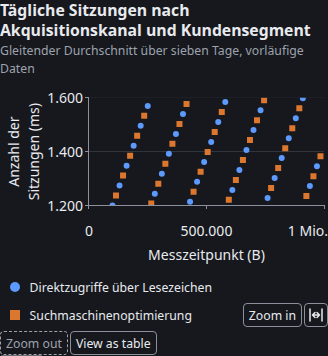 Tägliche Sitzungen nach
Akquisitionskanal und Kundensegment
Gleitender Durchschnitt über sieben Tage, vorläufige
Daten
Anzahl der
Sitzungen (ms)
1.600
1.400
1.200
0
500.000
1 Mio.
Messzeitpunkt (B)
Direktzugriffe über Lesezeichen
Suchmaschinenoptimierung
Zoom in
Zoom out
View as table